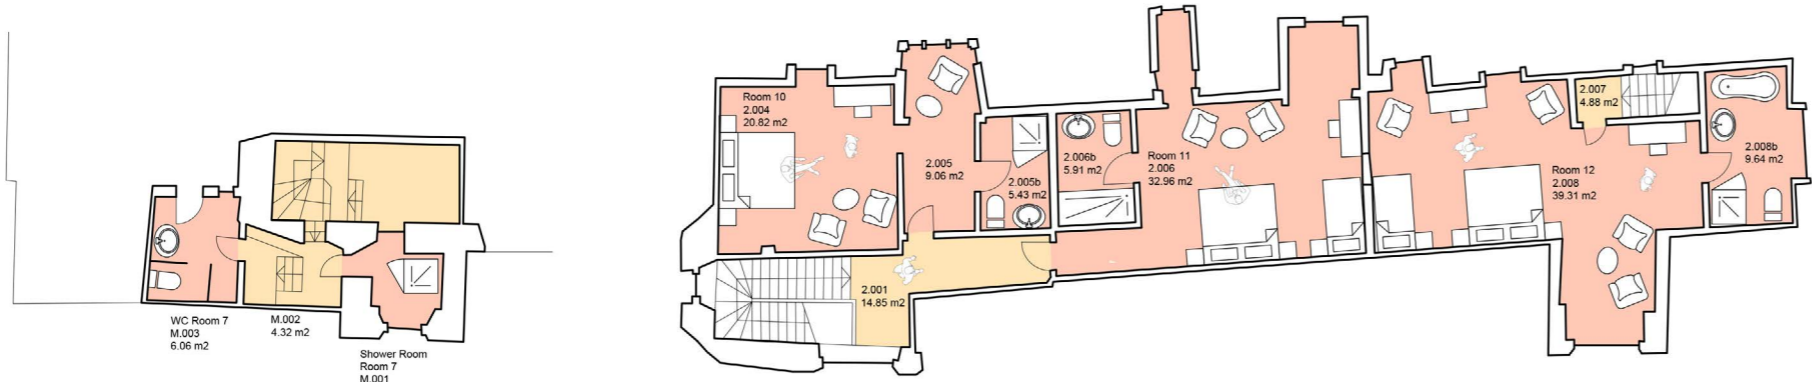 WC Room 7
M.003
6.06 m2
M.002
4.32 m2
Shower Room
Room 7
M.001
Room 10
2.004
20.82 m2
2.005
9.06 m2
2.005b
5.43 m2
2.001
14.85 m2
2.006b
5.91 m2
Room 11
2.006
32.96 m2
2.007
4.88 m2
Room 12
2.008
39.31 m2
2.008b
9.64 m2